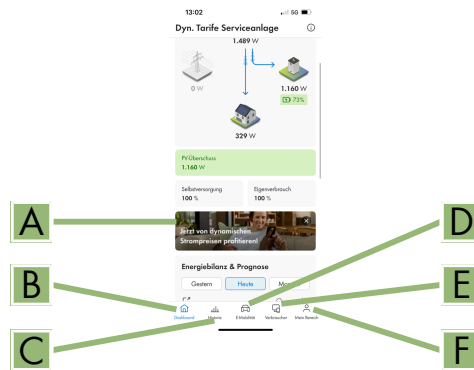 13:02
5G
Dyn. Tarife Serviceanlage
1.489 W
0 W
1.160 W
73%
329 W
PV-Überschuss
1.160 W
Selbstversorgung
100 %
Eigenverbrauch
100 %
Jetzt von dynamischen
Strompreisen profitieren!
Energiebilanz & Prognose
Gestern Heute
Dashboard Historie E-Mobilität Verbraucher Mein Bereich
A
B
C
D
E
F